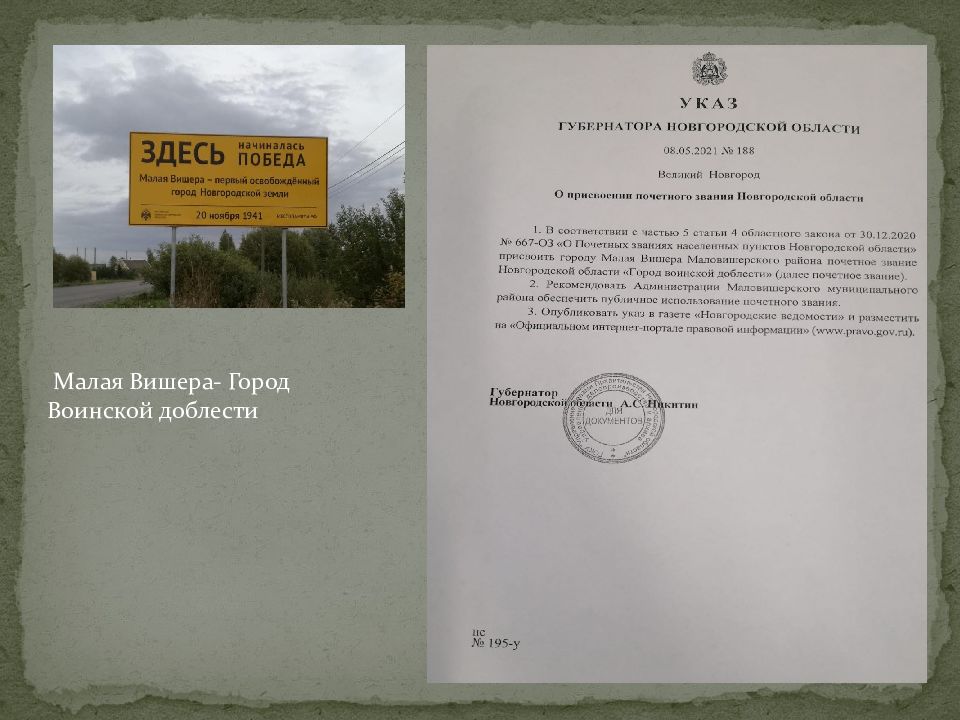 ЗДЕСЬ начиналась ПОБЕДА
Малая Вишера – первый освобождённый
город Новгородской земли
20 ноября 1941
Малая Вишера- Город
Воинской доблести
УКАЗ
ГУБЕРНАТОРА НОВГОРОДСКОЙ ОБЛАСТИ
08.05.2021 № 188
Великий Новгород
О присвоении почетного звания Новгородской области
1. В соответствии с частью 5 статьи 4 областного закона от 30.12.2020
№ 667-ОЗ «О Почетных званиях населенных пунктов Новгородской области»
присвоить городу Малая Вишера Маловишерского района почетное звание
Новгородской области «Город воинской доблести» (далее почетное звание).
2. Рекомендовать Администрации Маловишерского муниципального
района обеспечить публичное использование почетного звания.
3. Опубликовать указ в газете «Новгородские ведомости» и разместить
на «Официальном интернет-портале правовой информации» (www.pravo.gov.ru).
Губернатор
Новгородской области А.С. Никитин
ДЛЯ
ДОКУМЕНТОВ
пс
№ 195-у